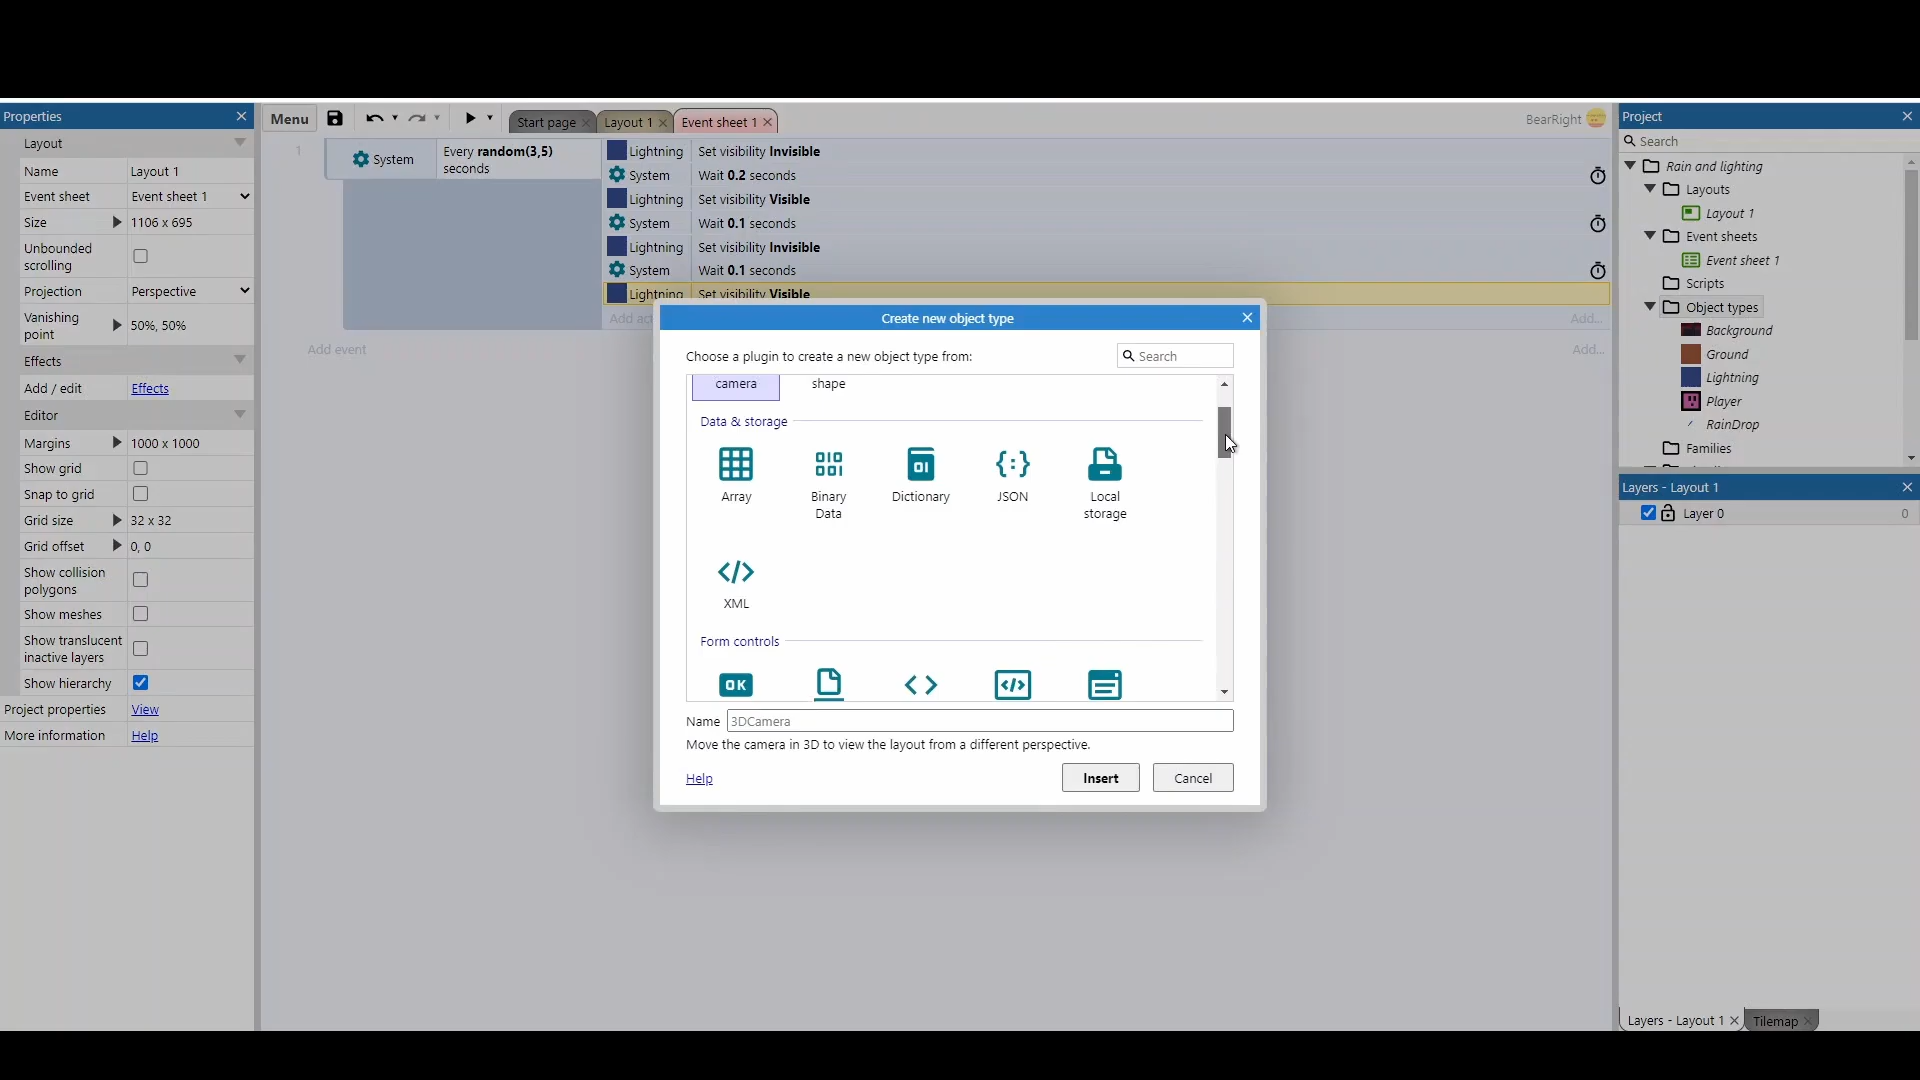 Properties
Layout
Name Layout 1
Event sheet Event sheet 1
Size 1106 x 695
Unbounded
scrolling
Projection Perspective
Vanishing
point 50%, 50%
Effects
Add / edit Effects
Editor
Margins 1000 x 1000
Show grid
Snap to grid
Grid size 32 x 32
Grid offset 0, 0
Show collision
polygons
Show meshes
Show translucent
inactive layers
Show hierarchy
Project properties View
More information Help
Menu
Start page
Layout 1
Event sheet 1
BearRight
1
System
Every random(3,5)
seconds
Lightning Set visibility Invisible
System Wait 0.2 seconds
Lightning Set visibility Visible
System Wait 0.1 seconds
Lightning Set visibility Invisible
System Wait 0.1 seconds
Lightning Set visibility Visible
Add... 
Add event
Add...
Create new object type
Choose a plugin to create a new object type from:
Search
camera
shape
Data & storage
Array
Binary
Data
Dictionary
JSON
Local
storage
XML
Form controls
OK
Name 3DCamera
Move the camera in 3D to view the layout from a different perspective.
Help
Insert
Cancel
Project
Search
Rain and lighting
Layouts
Layout 1
Event sheets
Event sheet 1
Scripts
Object types
Background
Ground
Lightning
Player
RainDrop
Families
Layers - Layout 1
Layer 0 0
Layers - Layout 1
Tilemap